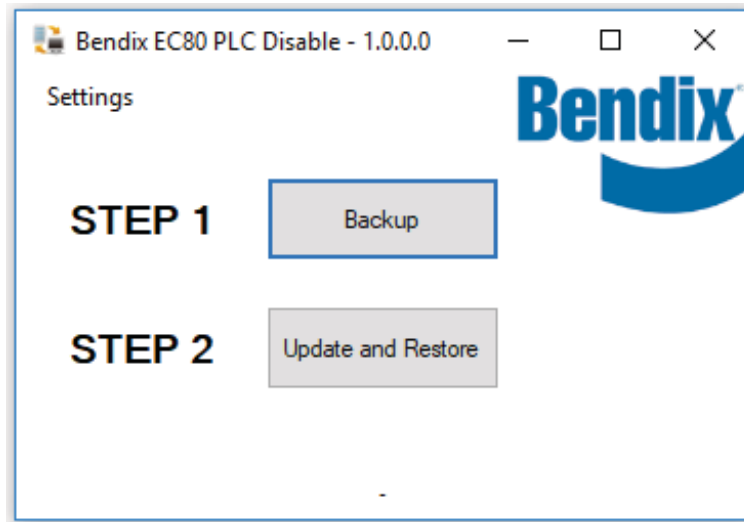 Bendix EC80 PLC Disable - 1.0.0.0
Settings
Bendix
STEP 1 Backup
STEP 2 Update and Restore
-